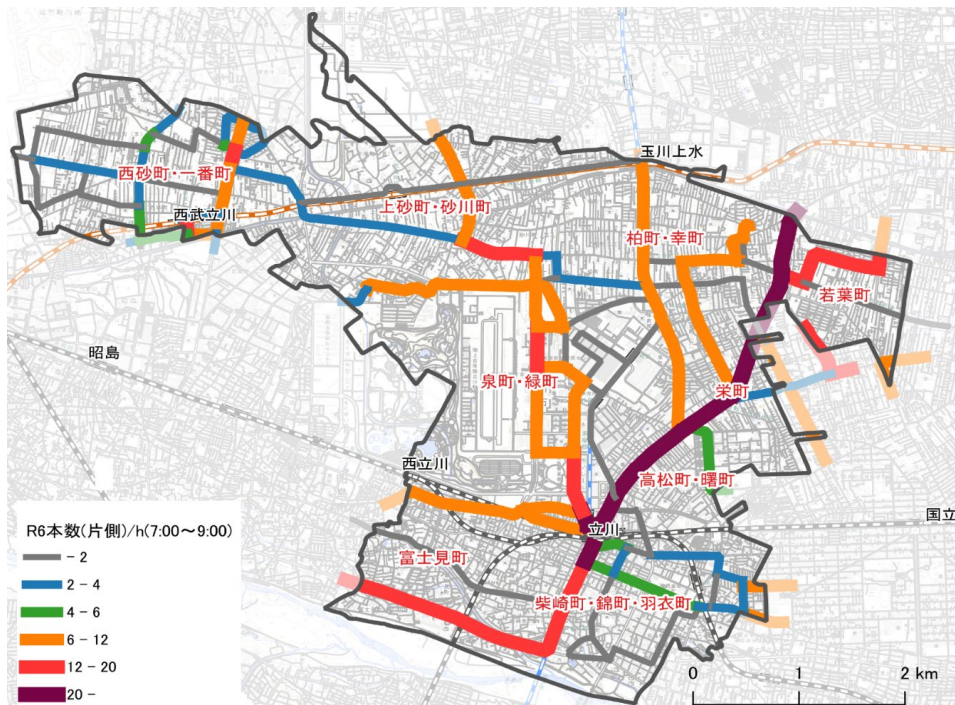 玉川上水
西砂町・一番町
上砂町・砂川町
西武立川
柏町・幸町
若葉町
昭島
泉町・緑町
栄町
西立川
高松町・曙町
国立
R6本数(片側)/h(7:00～9:00)
立川
－2
富士見町
2－4
柴崎町・錦町・羽衣町
4－6
6－12
12－20
20－
0 1 2 km